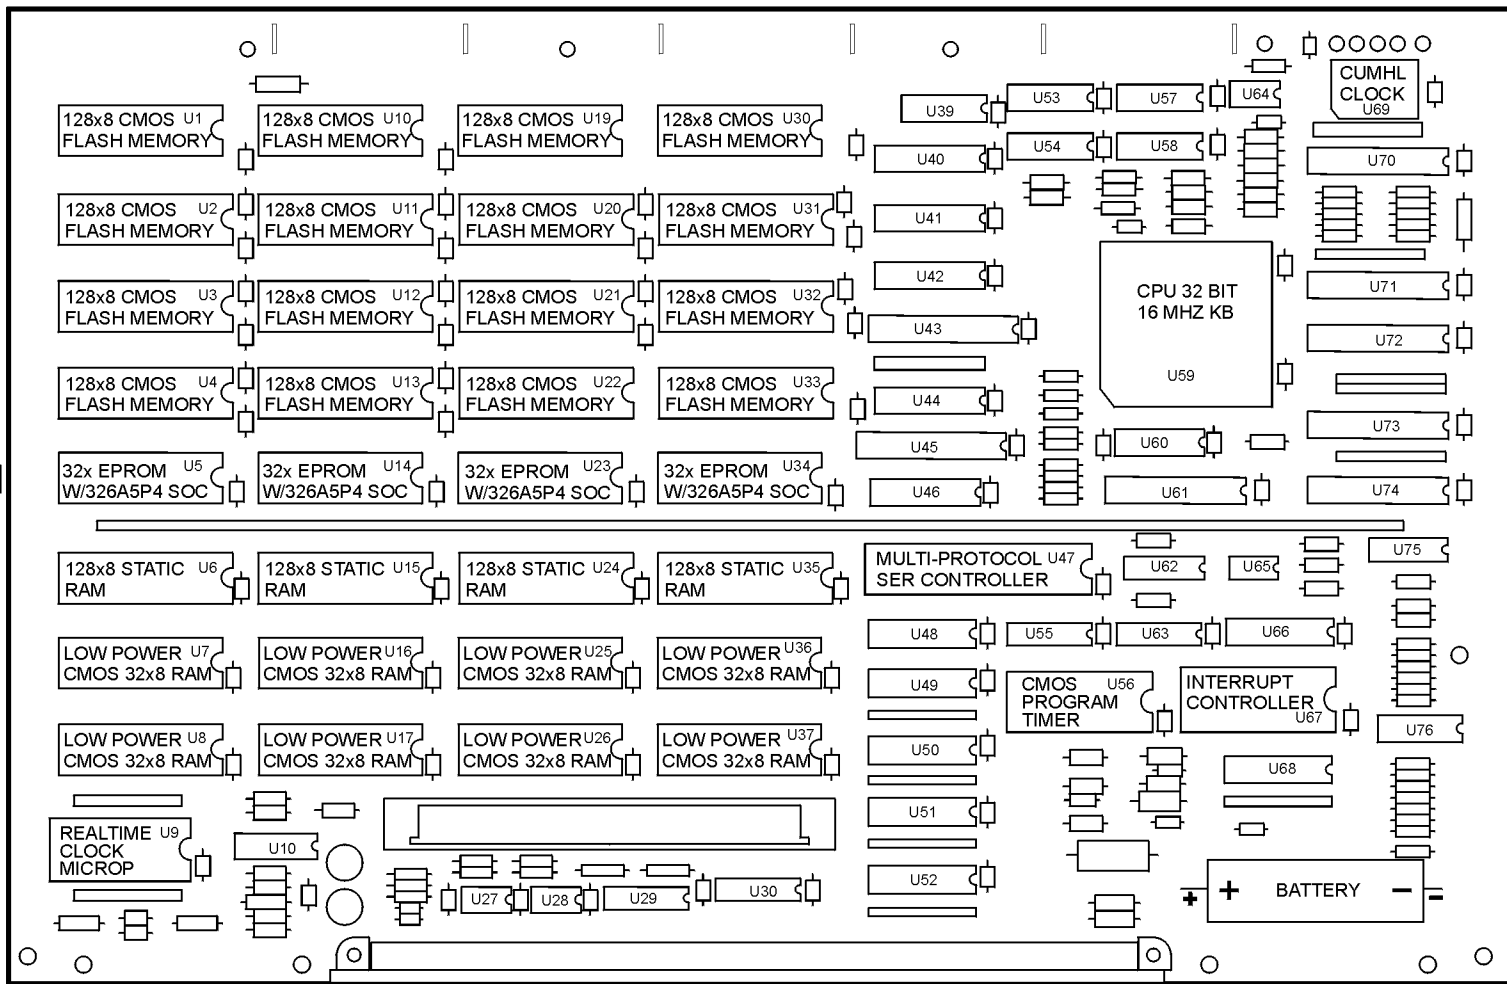 128x8 CMOS U1
FLASH MEMORY
128x8 CMOS U10
FLASH MEMORY
128x8 CMOS U19
FLASH MEMORY
128x8 CMOS U30
FLASH MEMORY
U39
U53
U57
U64
CUMHL
CLOCK
U69
U40
U54
U58
U70
128x8 CMOS U2
FLASH MEMORY
128x8 CMOS U11
FLASH MEMORY
128x8 CMOS U20
FLASH MEMORY
128x8 CMOS U31
FLASH MEMORY
U41
U42
128x8 CMOS U3
FLASH MEMORY
128x8 CMOS U12
FLASH MEMORY
128x8 CMOS U21
FLASH MEMORY
128x8 CMOS U32
FLASH MEMORY
U43
CPU 32 BIT
16 MHZ KB
U59
U71
U72
128x8 CMOS U4
FLASH MEMORY
128x8 CMOS U13
FLASH MEMORY
128x8 CMOS U22
FLASH MEMORY
128x8 CMOS U33
FLASH MEMORY
U44
U45
U60
U73
32x EPROM U5
W/326A5P4 SOC
32x EPROM U14
W/326A5P4 SOC
32x EPROM U23
W/326A5P4 SOC
32x EPROM U34
W/326A5P4 SOC
U46
U61
U74
128x8 STATIC U6
RAM
128x8 STATIC U15
RAM
128x8 STATIC U24
RAM
128x8 STATIC U35
RAM
MULTI-PROTOCOL U47
SER CONTROLLER
U62
U65
U75
LOW POWER U7
CMOS 32x8 RAM
LOW POWER U16
CMOS 32x8 RAM
LOW POWER U25
CMOS 32x8 RAM
LOW POWER U36
CMOS 32x8 RAM
U48
U55
U63
U66
U49
CMOS U56
PROGRAM
TIMER
INTERRUPT
CONTROLLER
U67
LOW POWER U8
CMOS 32x8 RAM
LOW POWER U17
CMOS 32x8 RAM
LOW POWER U26
CMOS 32x8 RAM
LOW POWER U37
CMOS 32x8 RAM
U50
U68
U76
REALTIME U9
CLOCK
MICROP
U10
U51
U27
U28
U29
U30
U52
+ + BATTERY − −